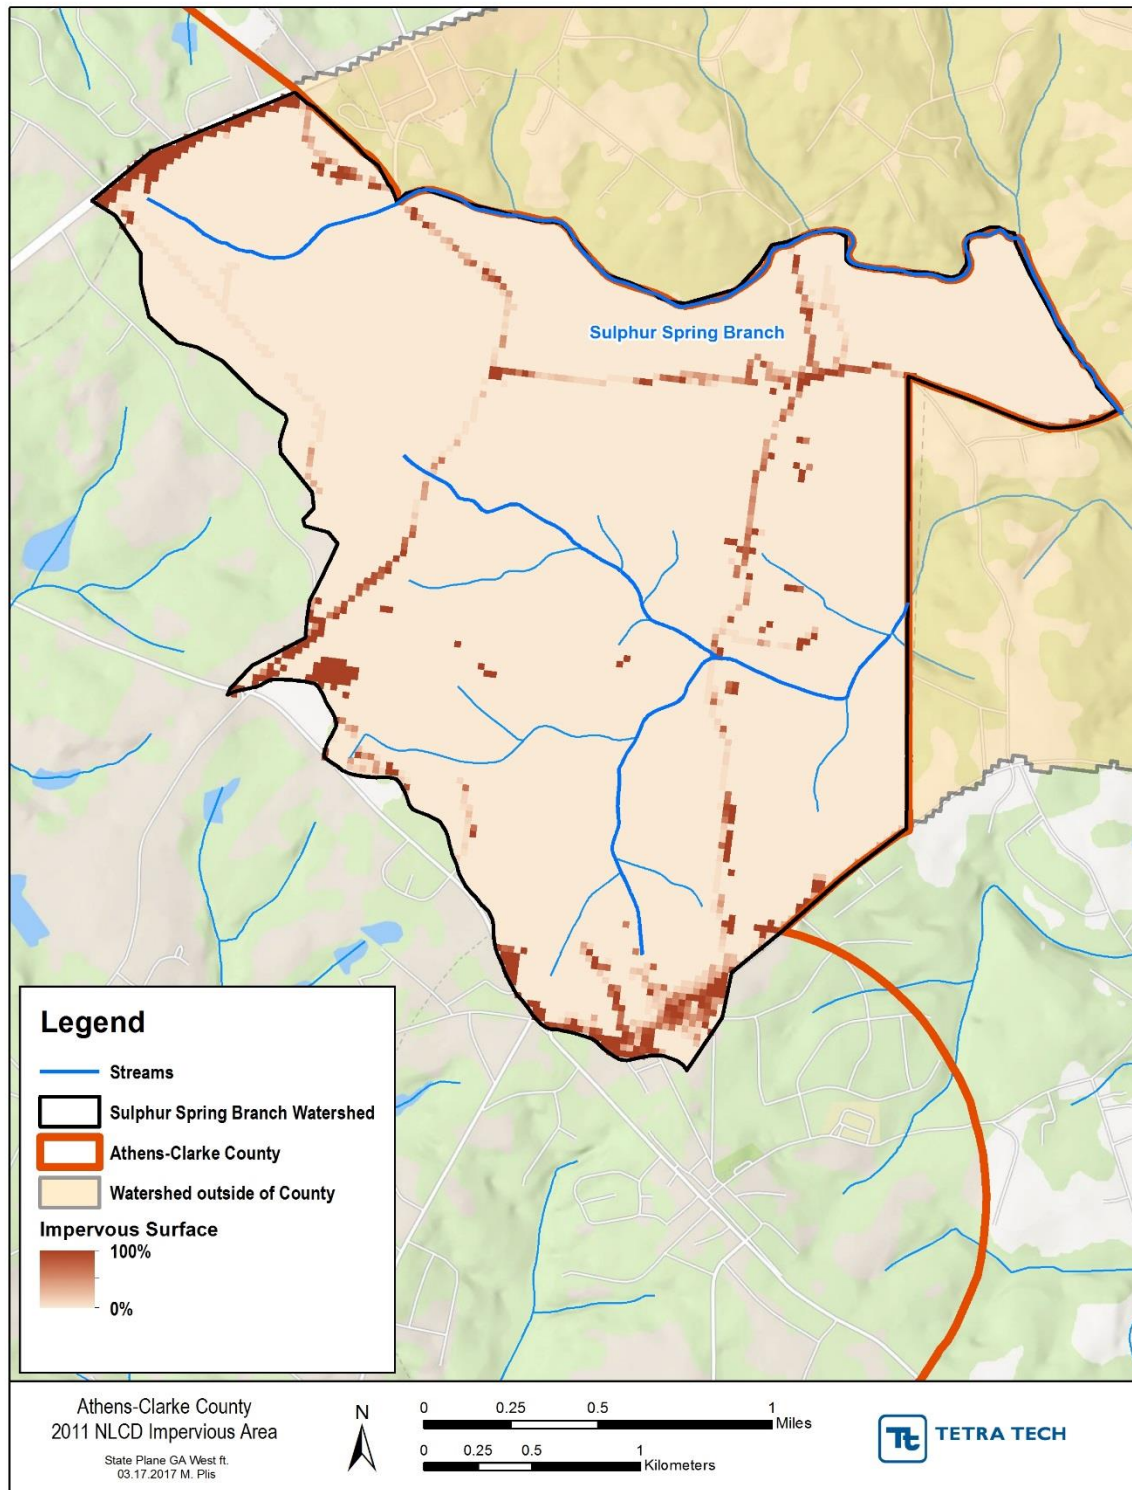 Sulphur Spring Branch
Legend
Streams
Sulphur Spring Branch Watershed
Athens-Clarke County
Watershed outside of County
Impervous Surface
100%
0%
Athens-Clarke County
2011 NLCD Impervious Area
State Plane GA West ft.
03.17.2017 M. Plis
N
0 0.25 0.5 1
Miles
0 0.25 0.5 1
Kilometers
Tt
TETRA TECH